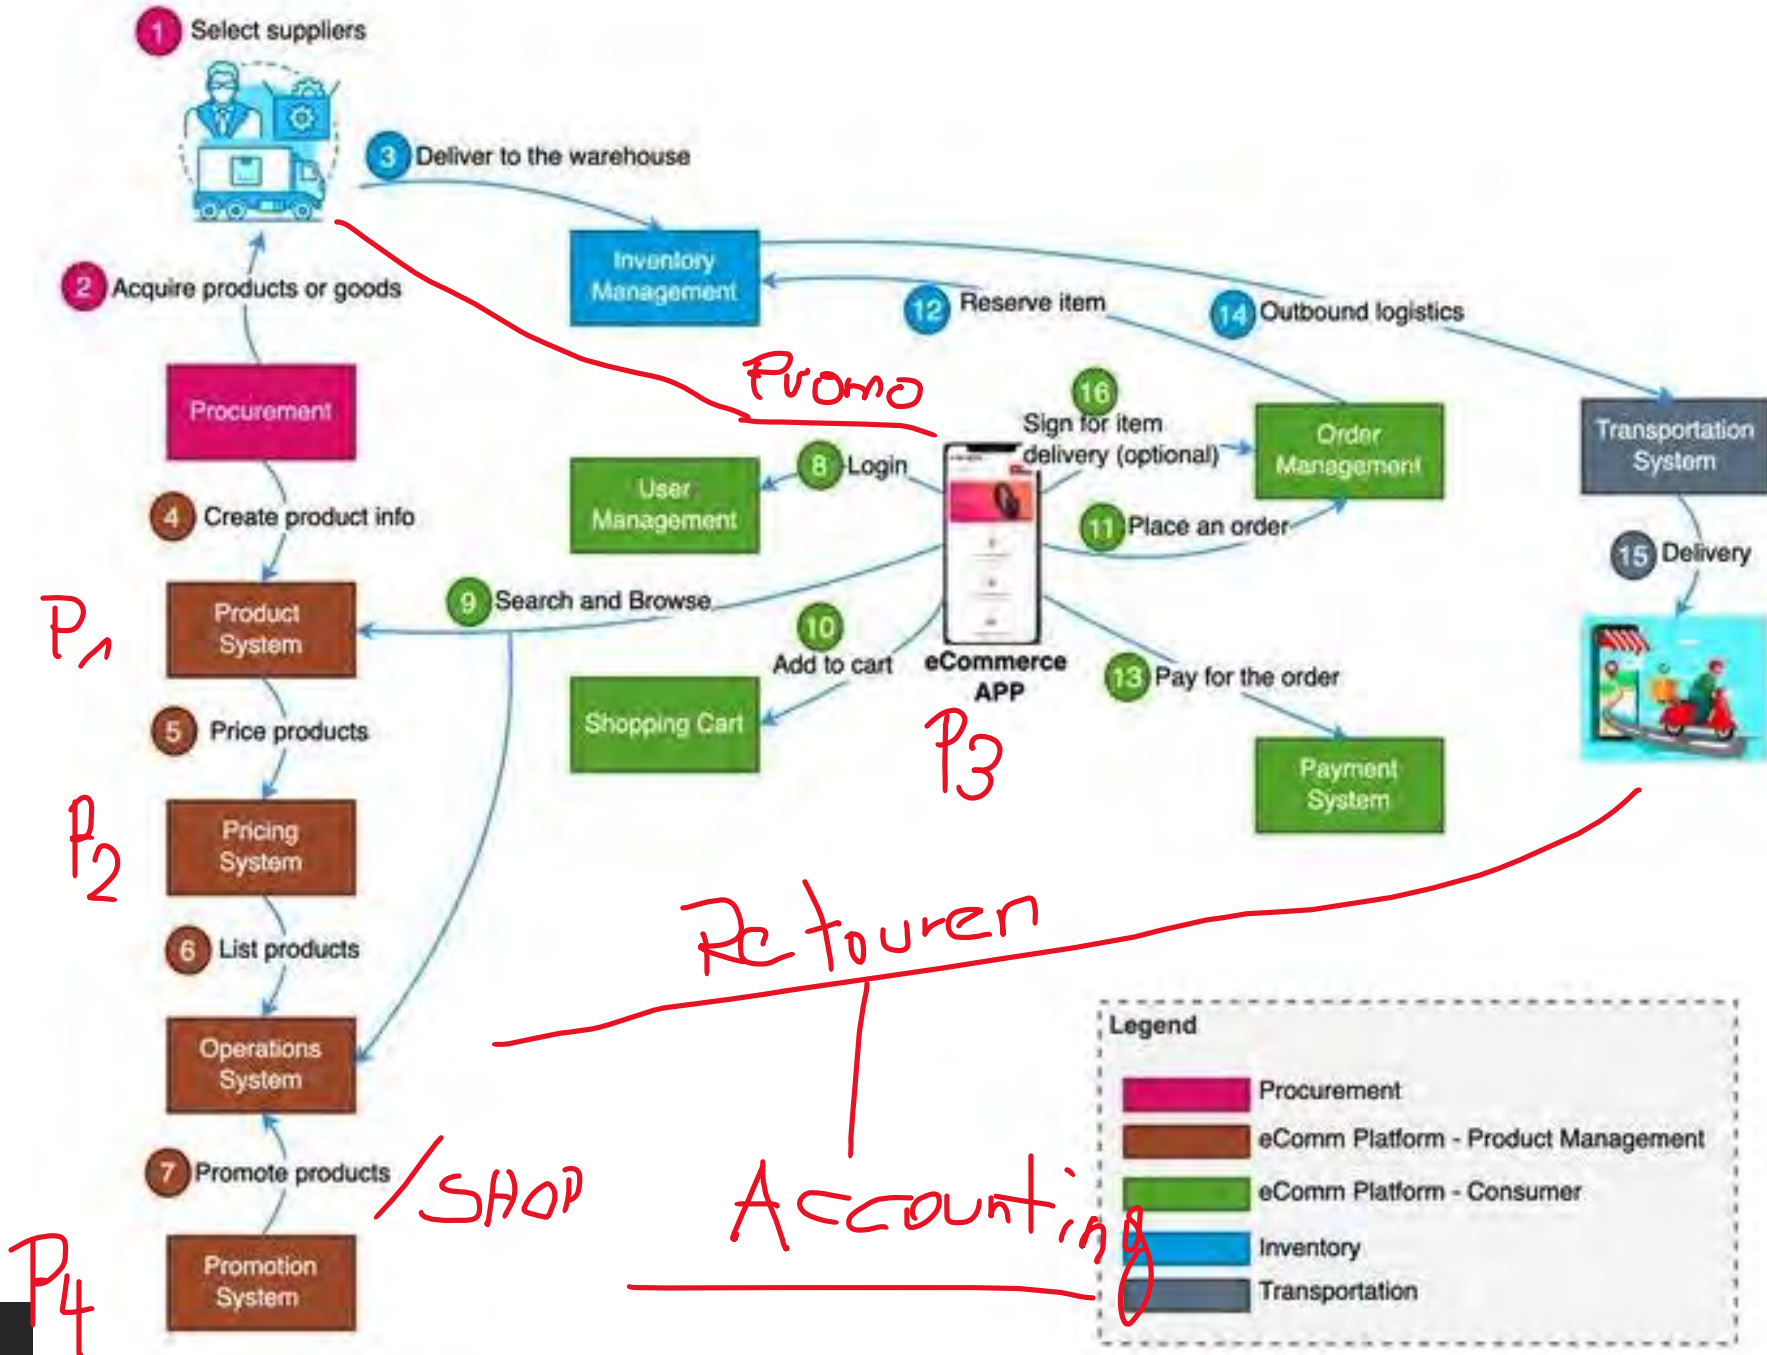 1 Select suppliers
3 Deliver to the warehouse
2 Acquire products or goods
Inventory
Management
12 Reserve item
14 Outbound logistics
Promo
Procurement
16
Sign for item
delivery (optional)
Order
Management
Transportation
System
8 Login
User
Management
4 Create product info
11 Place an order
15 Delivery
P1
Product
System
9 Search and Browse
10
Add to cart
eCommerce
APP
13 Pay for the order
5 Price products
Shopping Cart
P3
Payment
System
P2
Pricing
System
6 List products
Retouren
Operations
System
7 Promote products
/SHOP
Accounting
P4
Promotion
System
Legend
Procurement
eComm Platform - Product Management
eComm Platform - Consumer
Inventory
Transportation